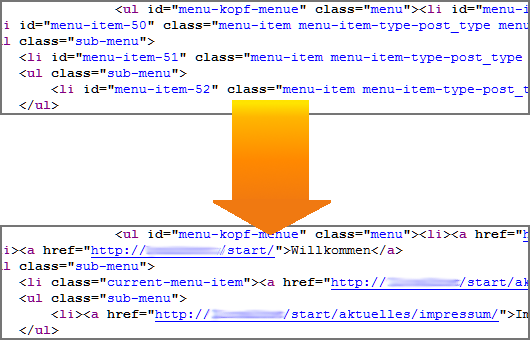 <ul id="menu-kopf-menue" class="menu"><li id="menu-i
li id="menu-item-50" class="menu-item menu-item-type-post_type menu
l class="sub-menu">
<li id="menu-item-51" class="menu-item menu-item-type-post_type
<ul class="sub-menu">
<li id="menu-item-52" class="menu-item menu-item-type-post_t
</ul>
<ul id="menu-kopf-menue" class="menu"><li><a href="h
i><a href="http:// /start/">Willkommen</a>
l class="sub-menu">
<li class="current-menu-item"><a href="http:// /start/ak
<ul class="sub-menu">
<li><a href="http:// /start/aktuelles/impressum/">Im
</ul>